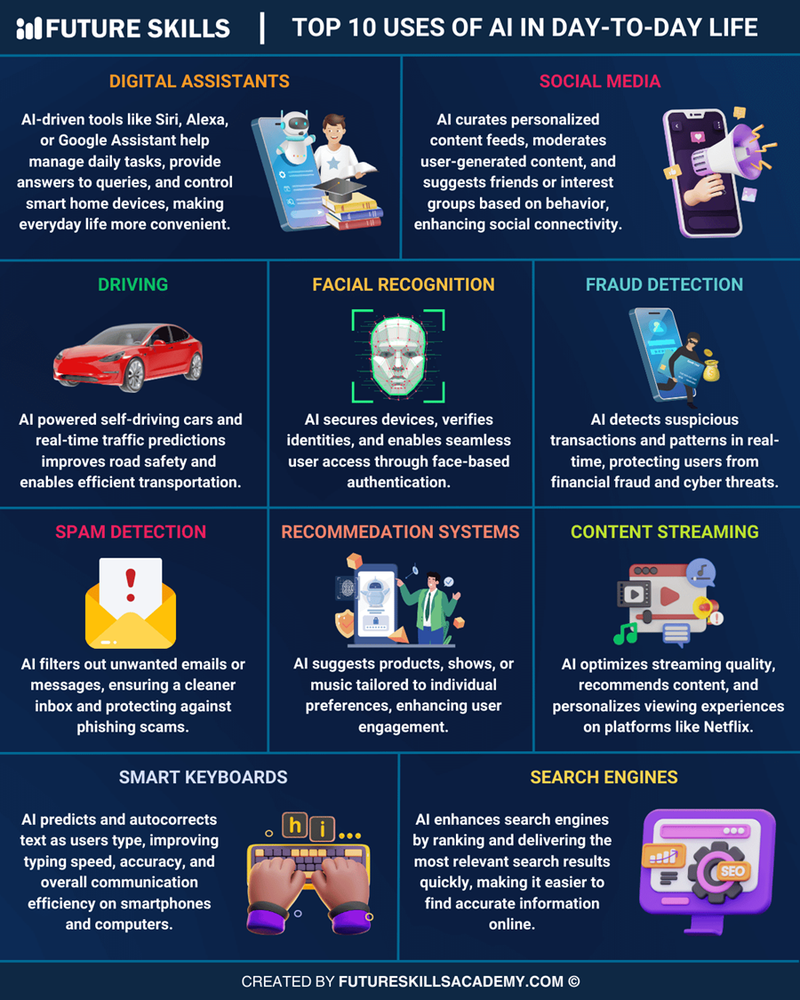 FUTURE SKILLS | TOP 10 USES OF AI IN DAY-TO-DAY LIFE
DIGITAL ASSISTANTS
AI-driven tools like Siri, Alexa,
or Google Assistant help
manage daily tasks, provide
answers to queries, and control
smart home devices, making
everyday life more convenient.
SOCIAL MEDIA
AI curates personalized
content feeds, moderates
user-generated content, and
suggests friends or interest
groups based on behavior,
enhancing social connectivity.
DRIVING
AI powered self-driving cars and
real-time traffic predictions
improves road safety and
enables efficient transportation.
FACIAL RECOGNITION
AI secures devices, verifies
identities, and enables seamless
user access through face-based
authentication.
FRAUD DETECTION
AI detects suspicious
transactions and patterns in real-
time, protecting users from
financial fraud and cyber threats.
SPAM DETECTION
!
AI filters out unwanted emails or
messages, ensuring a cleaner
inbox and protecting against
phishing scams.
RECOMMEDATION SYSTEMS
AI suggests products, shows, or
music tailored to individual
preferences, enhancing user
engagement.
CONTENT STREAMING
AI optimizes streaming quality,
recommends content, and
personalizes viewing experiences
on platforms like Netflix.
SMART KEYBOARDS
AI predicts and autocorrects
text as users type, improving
typing speed, accuracy, and
overall communication
efficiency on smartphones
and computers.
h i
SEARCH ENGINES
AI enhances search engines
by ranking and delivering the
most relevant search results
quickly, making it easier to
find accurate information
online.
SEO
CREATED BY FUTURESKILLSACADEMY.COM ©